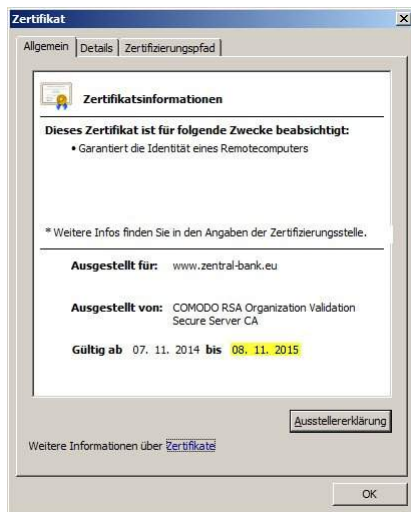 Zertifikat
Allgemein Details Zertifizierungspfad
Zertifikatsinformationen
Dieses Zertifikat ist für folgende Zwecke beabsichtigt:
• Garantiert die Identität eines Remotecomputers
* Weitere Infos finden Sie in den Angaben der Zertifizierungsstelle.
Ausgestellt für: www.zentral-bank.eu
Ausgestellt von: COMODO RSA Organization Validation
Secure Server CA
Gültig ab 07. 11. 2014 bis 08. 11. 2015
Ausstellererklärung
Weitere Informationen über Zertifikate
OK